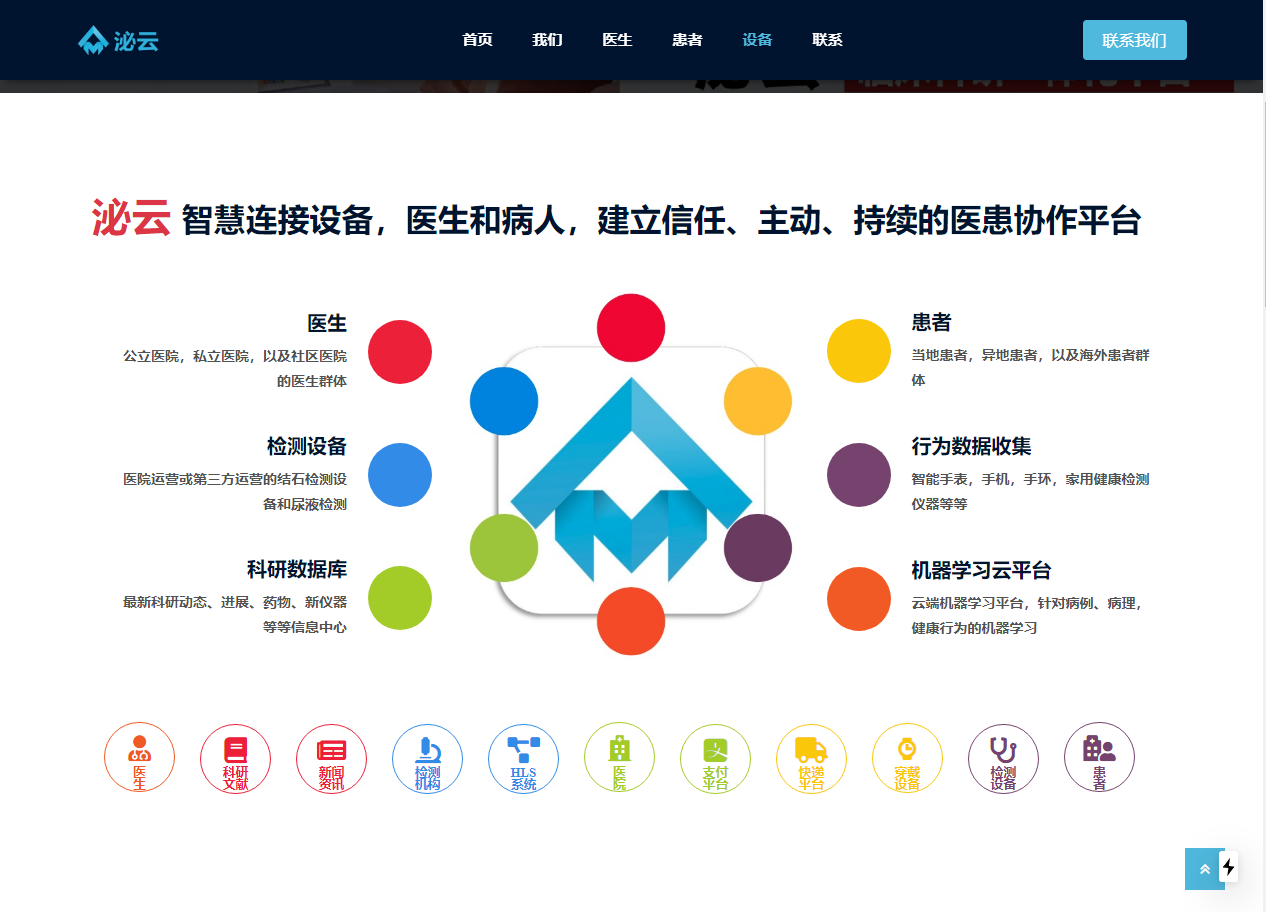 泌云
首页 我们 医生 患者 设备 联系
联系我们
泌云 智慧连接设备，医生和病人，建立信任、主动、持续的医患协作平台
医生
公立医院，私立医院，以及社区医院
的医生群体
检测设备
医院运营或第三方运营的结石检测设
备和尿液检测
科研数据库
最新科研动态、进展、药物、新仪器
等等信息中心
患者
当地患者，异地患者，以及海外患者群
体
行为数据收集
智能手表，手机，手环，家用健康检测
仪器等等
机器学习云平台
云端机器学习平台，针对病例、病理，
健康行为的机器学习
医
生
科研
文献
新闻
资讯
检测
机构
HLS
系统
医
院
支付
平台
快递
平台
穿戴
设备
检测
设备
患
者